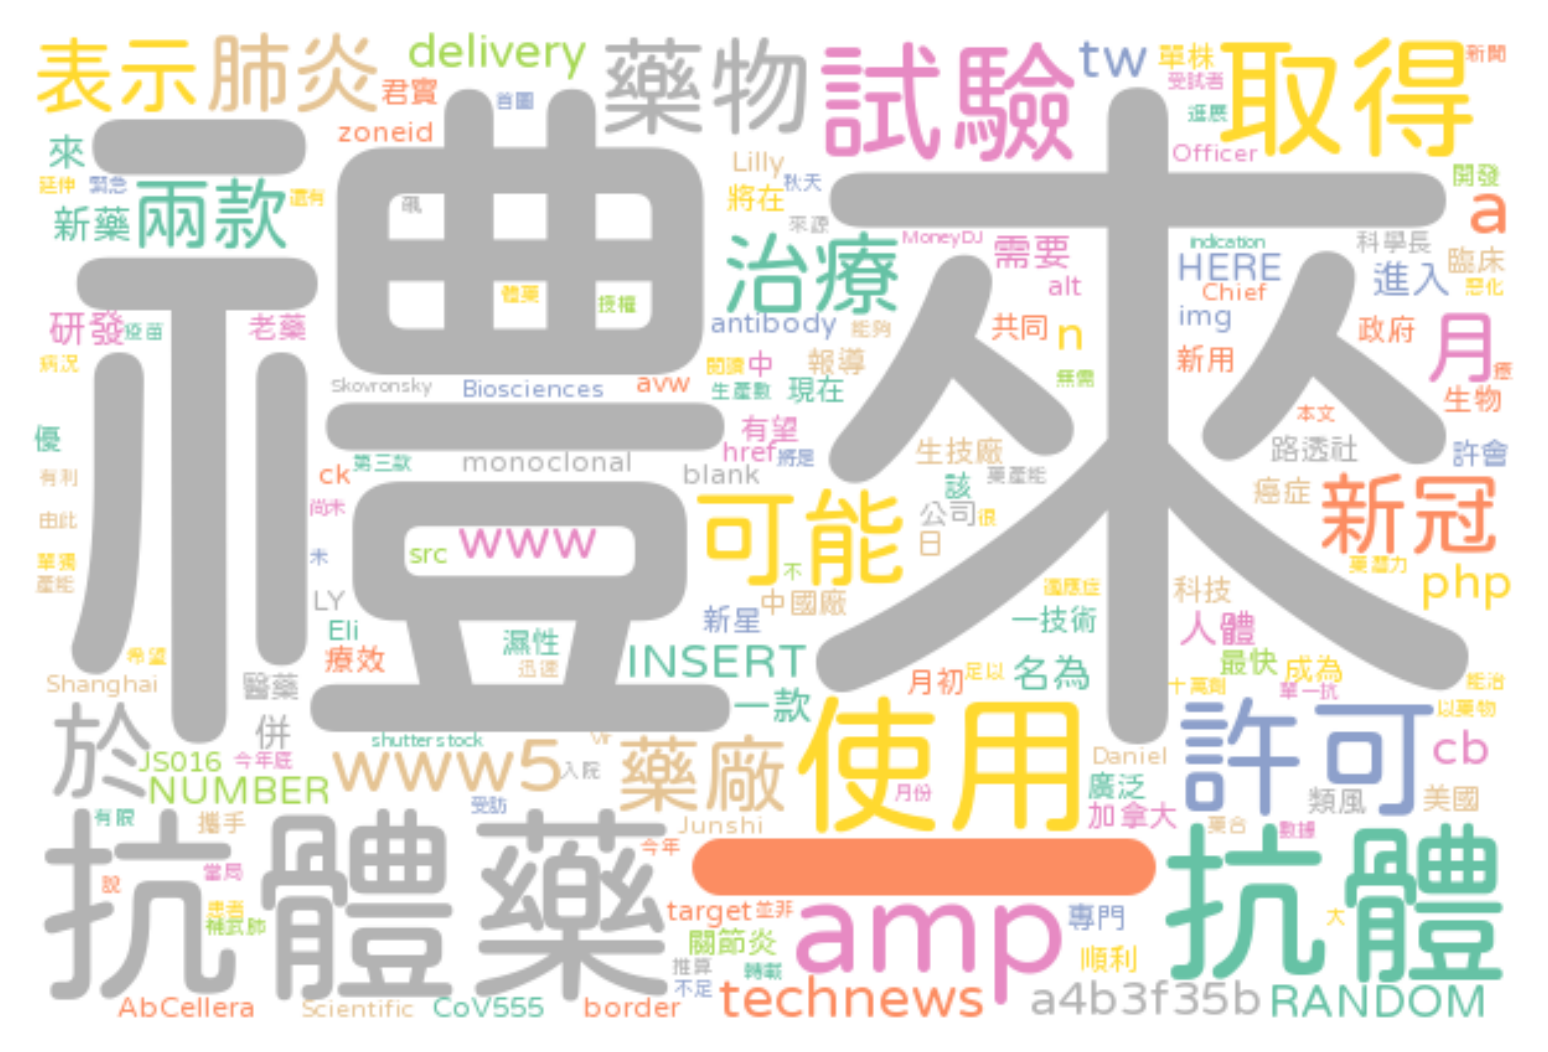 表示
肺炎
delivery
藥物
試驗
tw
單株
受試者
取得
新聞
君實
首圖
zoneid
進展
Officer
來
禮來
Lilly
秋天
將在
開發
延伸
緊急
還有
兩款
新藥
來源
a
治療
MoneyDJ
需要
indication
科學長
臨床
HERE
進入
惡化
alt
Chief
體藥
授權
研發
疫苗
老藥
antibody
能夠
共同
n
img
政府
月
病況
閱讀
中
報導
新用
癌
Skovronsky
Biosciences
avw
生產數
現在
無需
生物
本文
優
有望
href
將是
生技廠
路透社
許會
ck
第三款
monoclonal
blank
藥產能
有利
該
癌症
新冠
尚未
可能
公司
很
由此
日
www
src
米
不
單獨
產能
藥潛力
適應症
php
LY
中國廠
科技
Eli
新星
一技術
人體
濕性
療效
迅速
INSERT
最快
成為
希望
Shanghai
醫藥
月初
足以
名為
十萬劑
單一抗
能治
一款
使用
許可
以藥物
於
併
shutterstock
Vir
JS016
今年底
www5
入院
藥廠
Daniel
cb
NUMBER
受訪
月份
廣泛
類風
美國
有限
攜手
Junshi
加拿大
藥合
數據
抗體藥
今年
一
抗體
當局
說
患者
補武肺
target
並非
amp
專門
大
關節炎
順利
推算
轉載
不足
AbCellera
Scientific
CoV555
border
technews
a4b3f35b
RANDOM